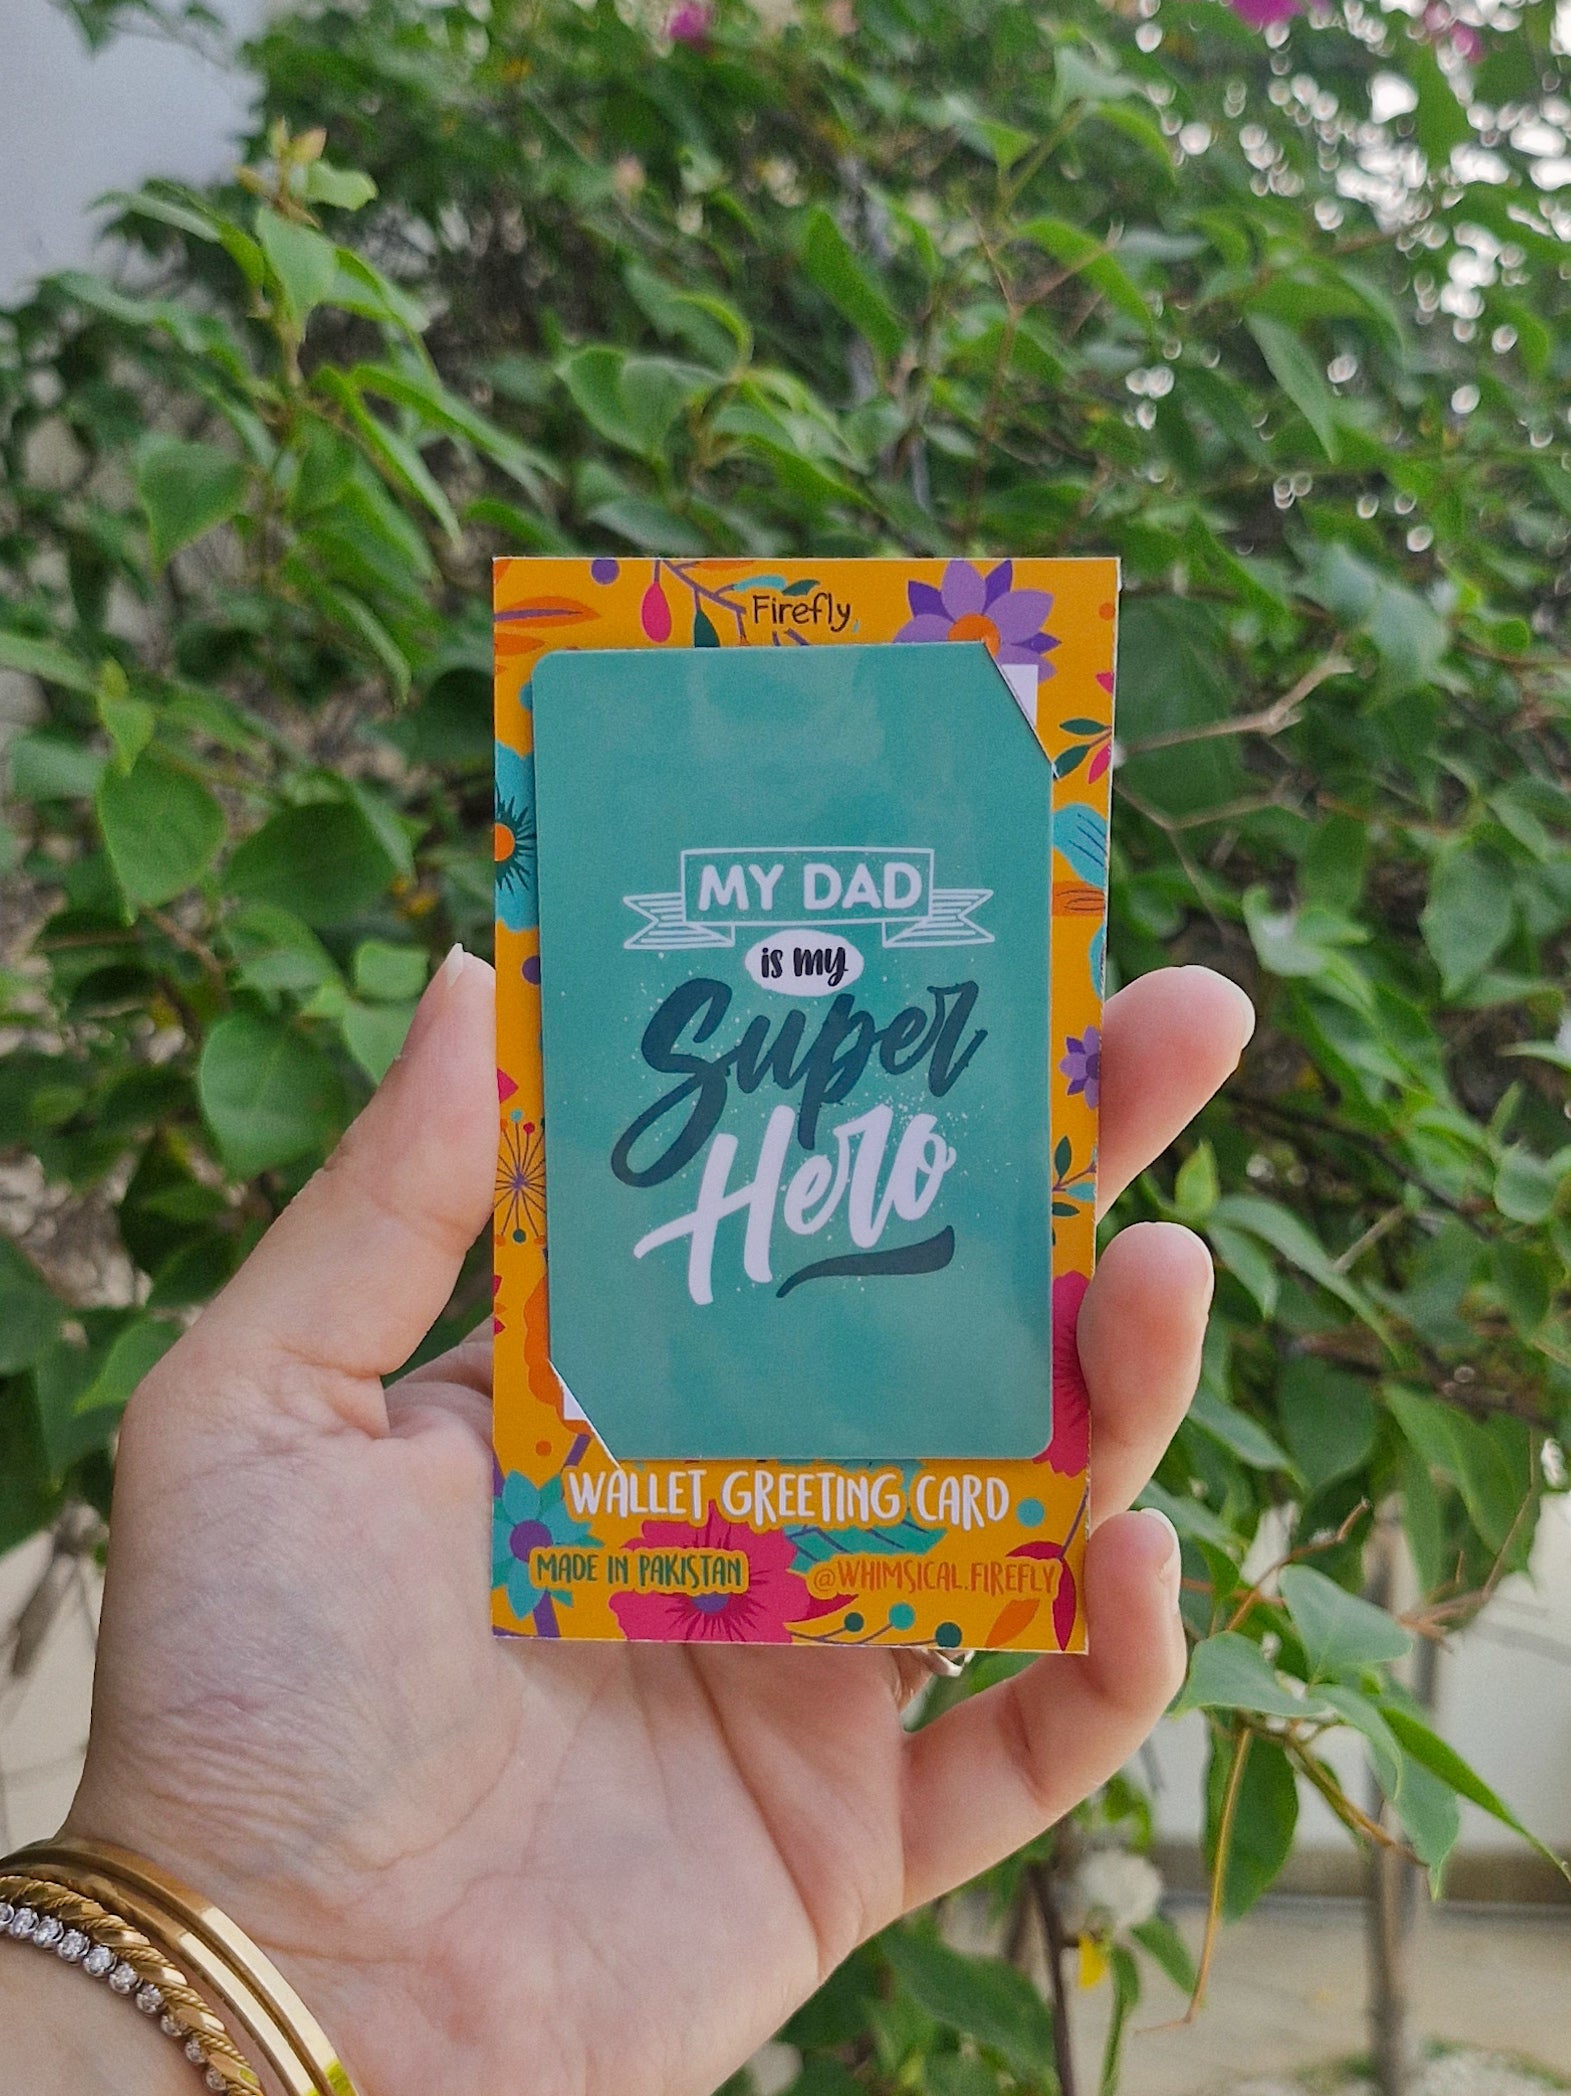 Firefly
MY DAD
is my
Super
Hero
WALLET GREETING CARD
MADE IN PAKISTAN
@WHIMSICAL.FIREFLY